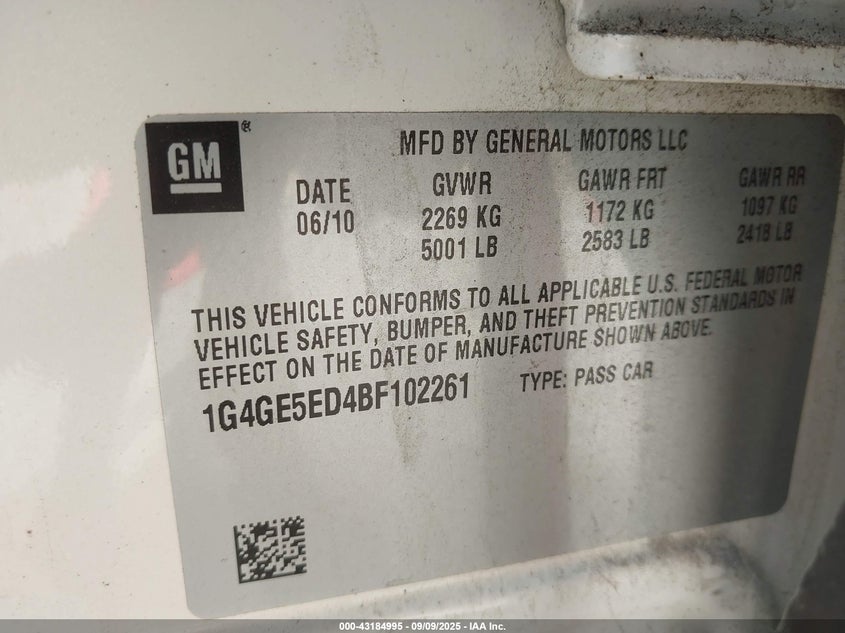 GM®
MFD BY GENERAL MOTORS LLC
DATE GVWR GAWR FRT GAWR RR
06/10 2269 KG 1172 KG 1097 KG
5001 LB 2583 LB 2418 LB
THIS VEHICLE CONFORMS TO ALL APPLICABLE U.S. FEDERAL MOTOR
VEHICLE SAFETY, BUMPER, AND THEFT PREVENTION STANDARDS IN
EFFECT ON THE DATE OF MANUFACTURE SHOWN ABOVE.
1G4GE5ED4BF102261 TYPE: PASS CAR
000-43184995 - 09/09/2025 - IAA Inc.